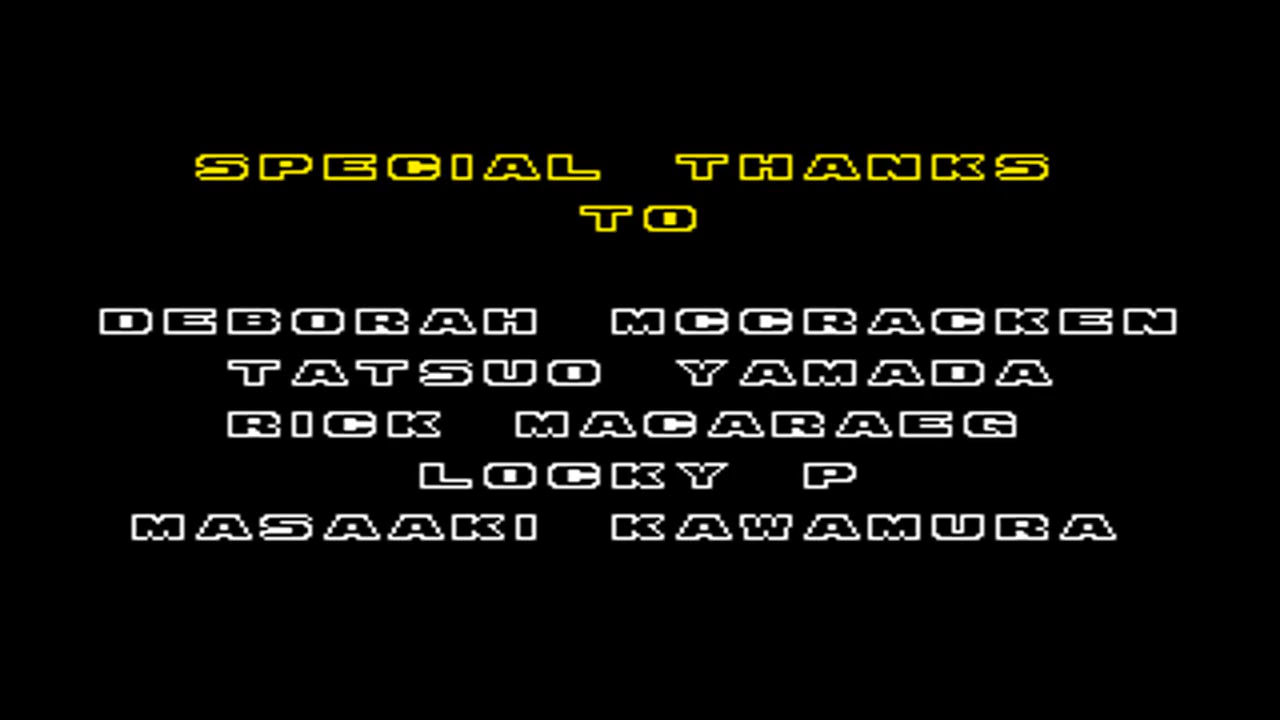 SPECIAL THANKS
TO
DEBORAH MCCRACKEN
TATSUO YAMADA
RICK MACARAEG
LOCKY P
MASAAKI KAWAMURA